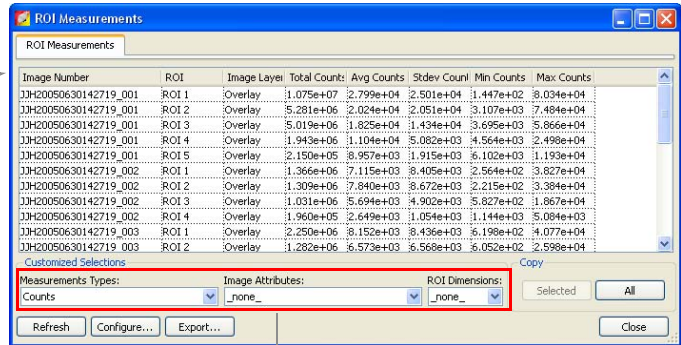 ROI Measurements
ROI Measurements
Image Number ROI Image Layer Total Counts Avg Counts Stdev Count Min Counts Max Counts
JJH20050630142719_001 ROI 1 Overlay 1.075e+07 2.799e+04 2.501e+04 1.447e+02 8.034e+04
JJH20050630142719_001 ROI 2 Overlay 5.281e+06 2.024e+04 2.051e+04 3.107e+03 7.484e+04
JJH20050630142719_001 ROI 3 Overlay 5.019e+06 1.825e+04 1.434e+04 3.695e+03 5.866e+04
JJH20050630142719_001 ROI 4 Overlay 1.943e+06 1.104e+04 5.082e+03 4.564e+03 2.498e+04
JJH20050630142719_001 ROI 5 Overlay 2.150e+05 8.957e+03 1.915e+03 6.102e+03 1.193e+04
JJH20050630142719_002 ROI 1 Overlay 1.366e+06 7.115e+03 8.405e+03 2.564e+02 3.827e+04
JJH20050630142719_002 ROI 2 Overlay 1.309e+06 7.840e+03 8.672e+03 2.215e+02 3.384e+04
JJH20050630142719_002 ROI 3 Overlay 1.031e+06 5.694e+03 4.902e+03 5.827e+02 1.867e+04
JJH20050630142719_002 ROI 4 Overlay 1.960e+05 2.649e+03 1.054e+03 1.144e+03 5.084e+03
JJH20050630142719_003 ROI 1 Overlay 2.250e+06 8.152e+03 8.436e+03 6.198e+02 4.077e+04
JJH20050630142719_003 ROI 2 Overlay 1.282e+06 6.573e+03 6.568e+03 6.052e+02 2.598e+04
Customized Selections Copy
Measurements Types: Image Attributes: ROI Dimensions:
Counts _none_ _none_ Selected All
Refresh Configure... Export... Close